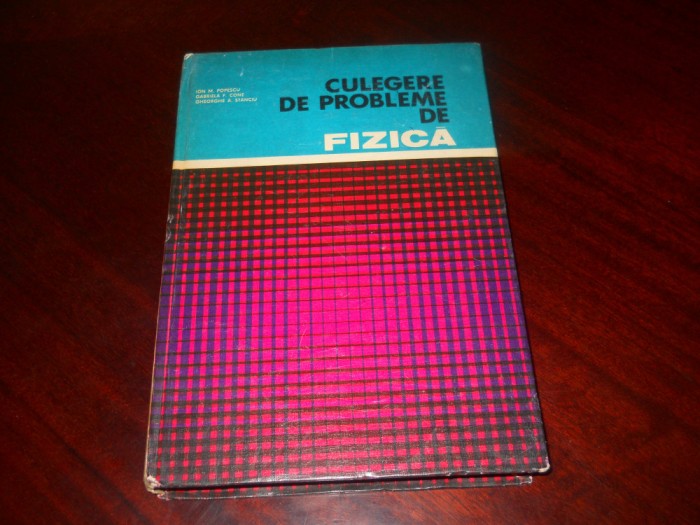 ION M. POPESCU
GABRIELA F. CONE
GHEORGHE A. STANCIU
CULEGERE
DE PROBLEME
DE
FIZICĂ